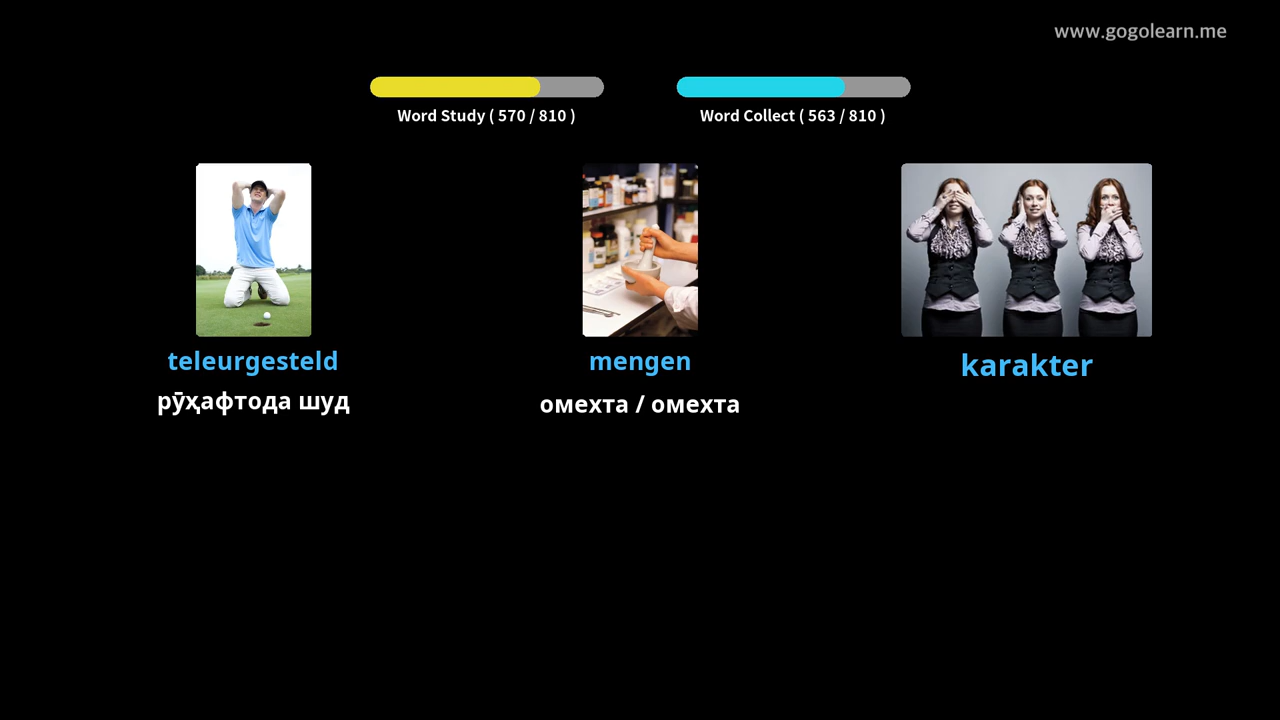 www.gogolearn.me
Word Study ( 570 / 810 )
Word Collect ( 563 / 810 )
teleurgesteld
mengen
karakter
рӯҳафтода шуд
омехта / омехта